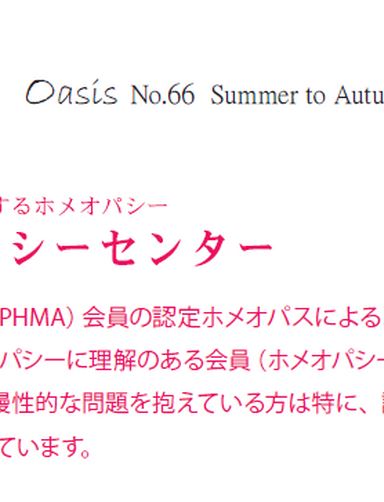 Oasis No.66 Summer to Autu
するホメオパシー
シーセンター
PHMA）会員の認定ホメオパスによる
パシーに理解のある会員（ホメオパシー
慢性的な問題を抱えている方は特に、
ています。